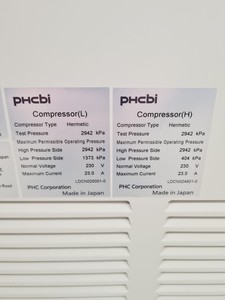 PHCbi
Compressor(L)
Compressor Type Hermetic
Test Pressure 2942 kPa
Maximum Permissible Operating Pressure
High Pressure Side 2942 kPa
Low Pressure Side 1373 kPa
Normal Voltage 230 V
Maximum Current 23.0 A
PHC Corporation
Made in Japan
PHCbi
Compressor(H)
Compressor Type Hermetic
Test Pressure 2942 kPa
Maximum Permissible Operating Pressure
High Pressure Side 2942 kPa
Low Pressure Side 404 kPa
Normal Voltage 230 V
Maximum Current 23.0 A
PHC Corporation
Made in Japan
Japan
Road